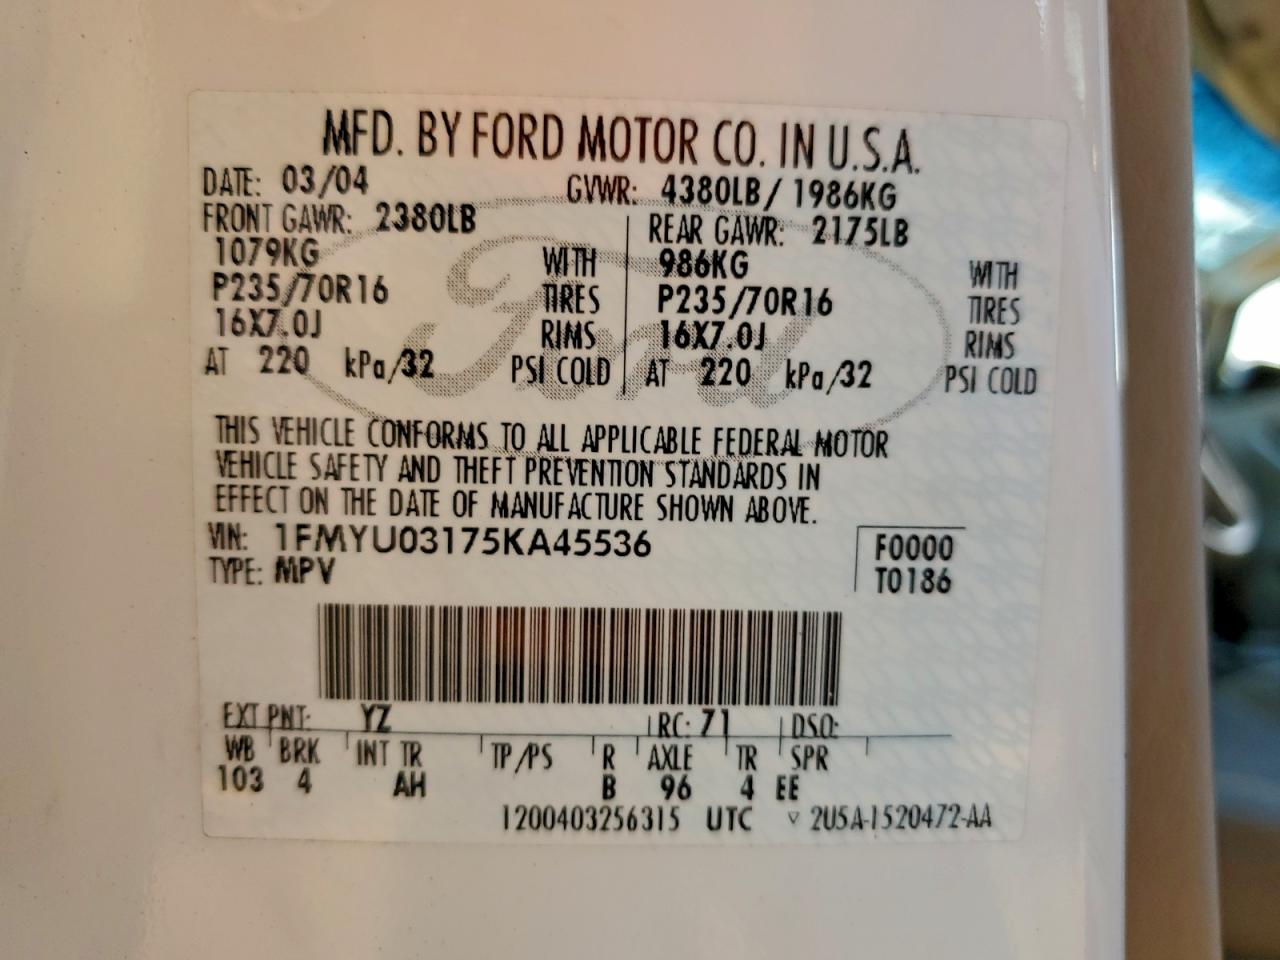 MFD. BY FORD MOTOR CO. IN U.S.A.
DATE: 03/04 GVWR: 4380LB/ 1986KG
FRONT GAWR: 2380LB REAR GAWR: 2175LB
1079KG WITH 986KG WITH
P235/70R16 TIRES P235/70R16 TIRES
16X7.0J RIMS 16X7.0J RIMS
AT 220 kPa/32 PSI COLD AT 220 kPa/32 PSI COLD
Ford
THIS VEHICLE CONFORMS TO ALL APPLICABLE FEDERAL MOTOR
VEHICLE SAFETY AND THEFT PREVENTION STANDARDS IN
EFFECT ON THE DATE OF MANUFACTURE SHOWN ABOVE.
VIN: 1FMYU03175KA45536 F0000
TYPE: MPV T0186
EXT PNT: YZ RC: 71 DSO:
WB BRK INT TR TP/PS R AXLE TR SPR
103 4 AH B 96 4 EE
1200403256315 UTC ▽ 2U5A-1520472-AA